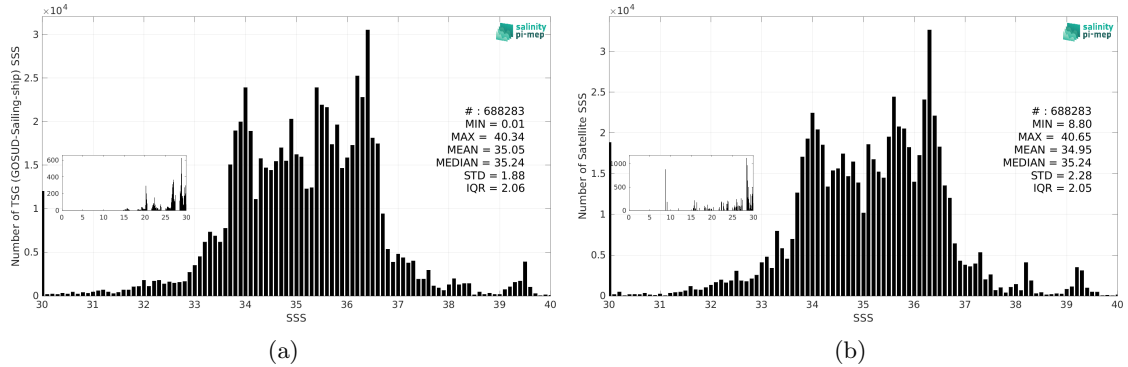 ×10^4
salinity
pi-mep
3
2.5
2
1.5
1
0.5
0
Number of TSG (GOSUD-Sailing-ship) SSS
# : 688283
MIN = 0.01
MAX = 40.34
MEAN = 35.05
MEDIAN = 35.24
STD = 1.88
IQR = 2.06
600
400
200
0
0 5 10 15 20 25 30
30 31 32 33 34 35 36 37 38 39 40
SSS
(a)
×10^4
salinity
pi-mep
3
2.5
2
1.5
1
0.5
0
Number of Satellite SSS
# : 688283
MIN = 8.80
MAX = 40.65
MEAN = 34.95
MEDIAN = 35.24
STD = 2.28
IQR = 2.05
1000
500
0
0 5 10 15 20 25 30
30 31 32 33 34 35 36 37 38 39 40
SSS
(b)